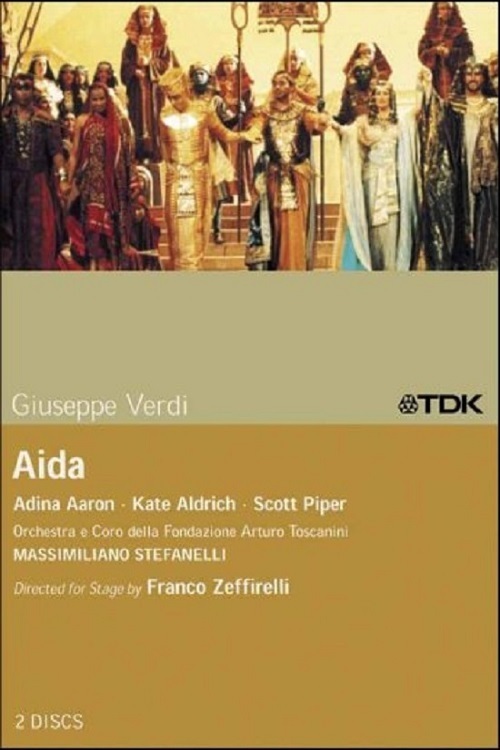 Giuseppe Verdi
TDK
Aida
Adina Aaron · Kate Aldrich · Scott Piper
Orchestra e Coro della Fondazione Arturo Toscanini
MASSIMILIANO STEFANELLI
Directed for Stage by Franco Zeffirelli
2 DISCS